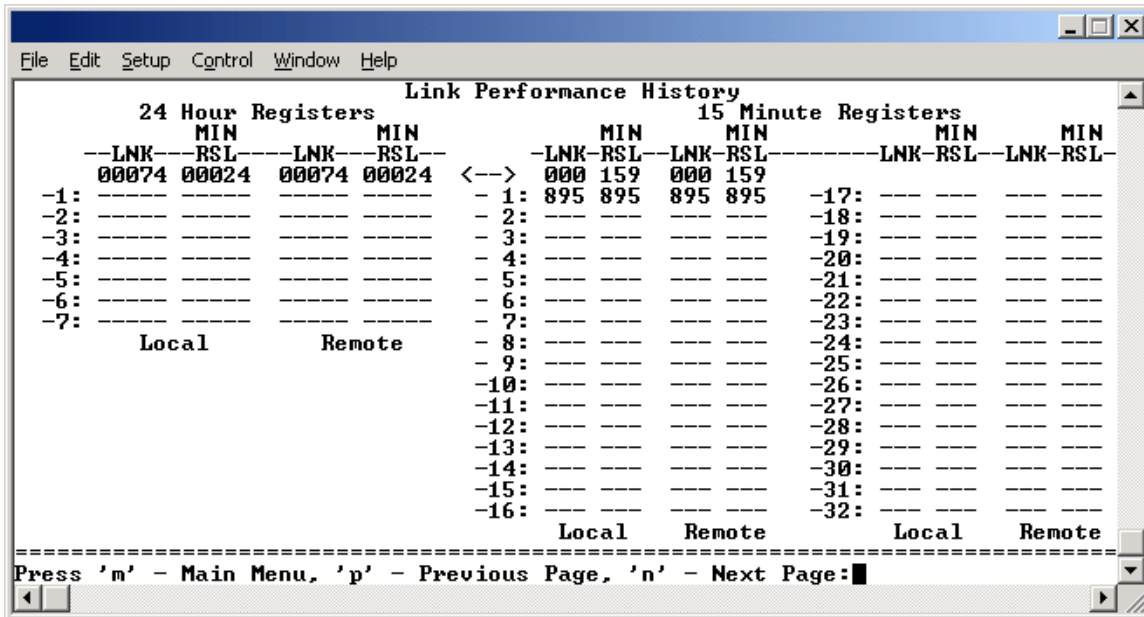 File Edit Setup Control Window Help
Link Performance History
24 Hour Registers 15 Minute Registers
MIN MIN MIN MIN MIN MIN
--LNK---RSL----LNK---RSL-- -LNK-RSL--LNK-RSL--------LNK-RSL--LNK-RSL-
00074 00024 00074 00024 <--> 000 159 000 159
-1: ----- ----- ----- ----- - 1: 895 895 895 895 -17: --- --- --- ---
-2: ----- ----- ----- ----- - 2: --- --- --- --- -18: --- --- --- ---
-3: ----- ----- ----- ----- - 3: --- --- --- --- -19: --- --- --- ---
-4: ----- ----- ----- ----- - 4: --- --- --- --- -20: --- --- --- ---
-5: ----- ----- ----- ----- - 5: --- --- --- --- -21: --- --- --- ---
-6: ----- ----- ----- ----- - 6: --- --- --- --- -22: --- --- --- ---
-7: ----- ----- ----- ----- - 7: --- --- --- --- -23: --- --- --- ---
Local Remote - 8: --- --- --- --- -24: --- --- --- ---
- 9: --- --- --- --- -25: --- --- --- ---
-10: --- --- --- --- -26: --- --- --- ---
-11: --- --- --- --- -27: --- --- --- ---
-12: --- --- --- --- -28: --- --- --- ---
-13: --- --- --- --- -29: --- --- --- ---
-14: --- --- --- --- -30: --- --- --- ---
-15: --- --- --- --- -31: --- --- --- ---
-16: --- --- --- --- -32: --- --- --- ---
Local Remote Local Remote
===============================================================================
Press 'm' - Main Menu, 'p' - Previous Page, 'n' - Next Page: